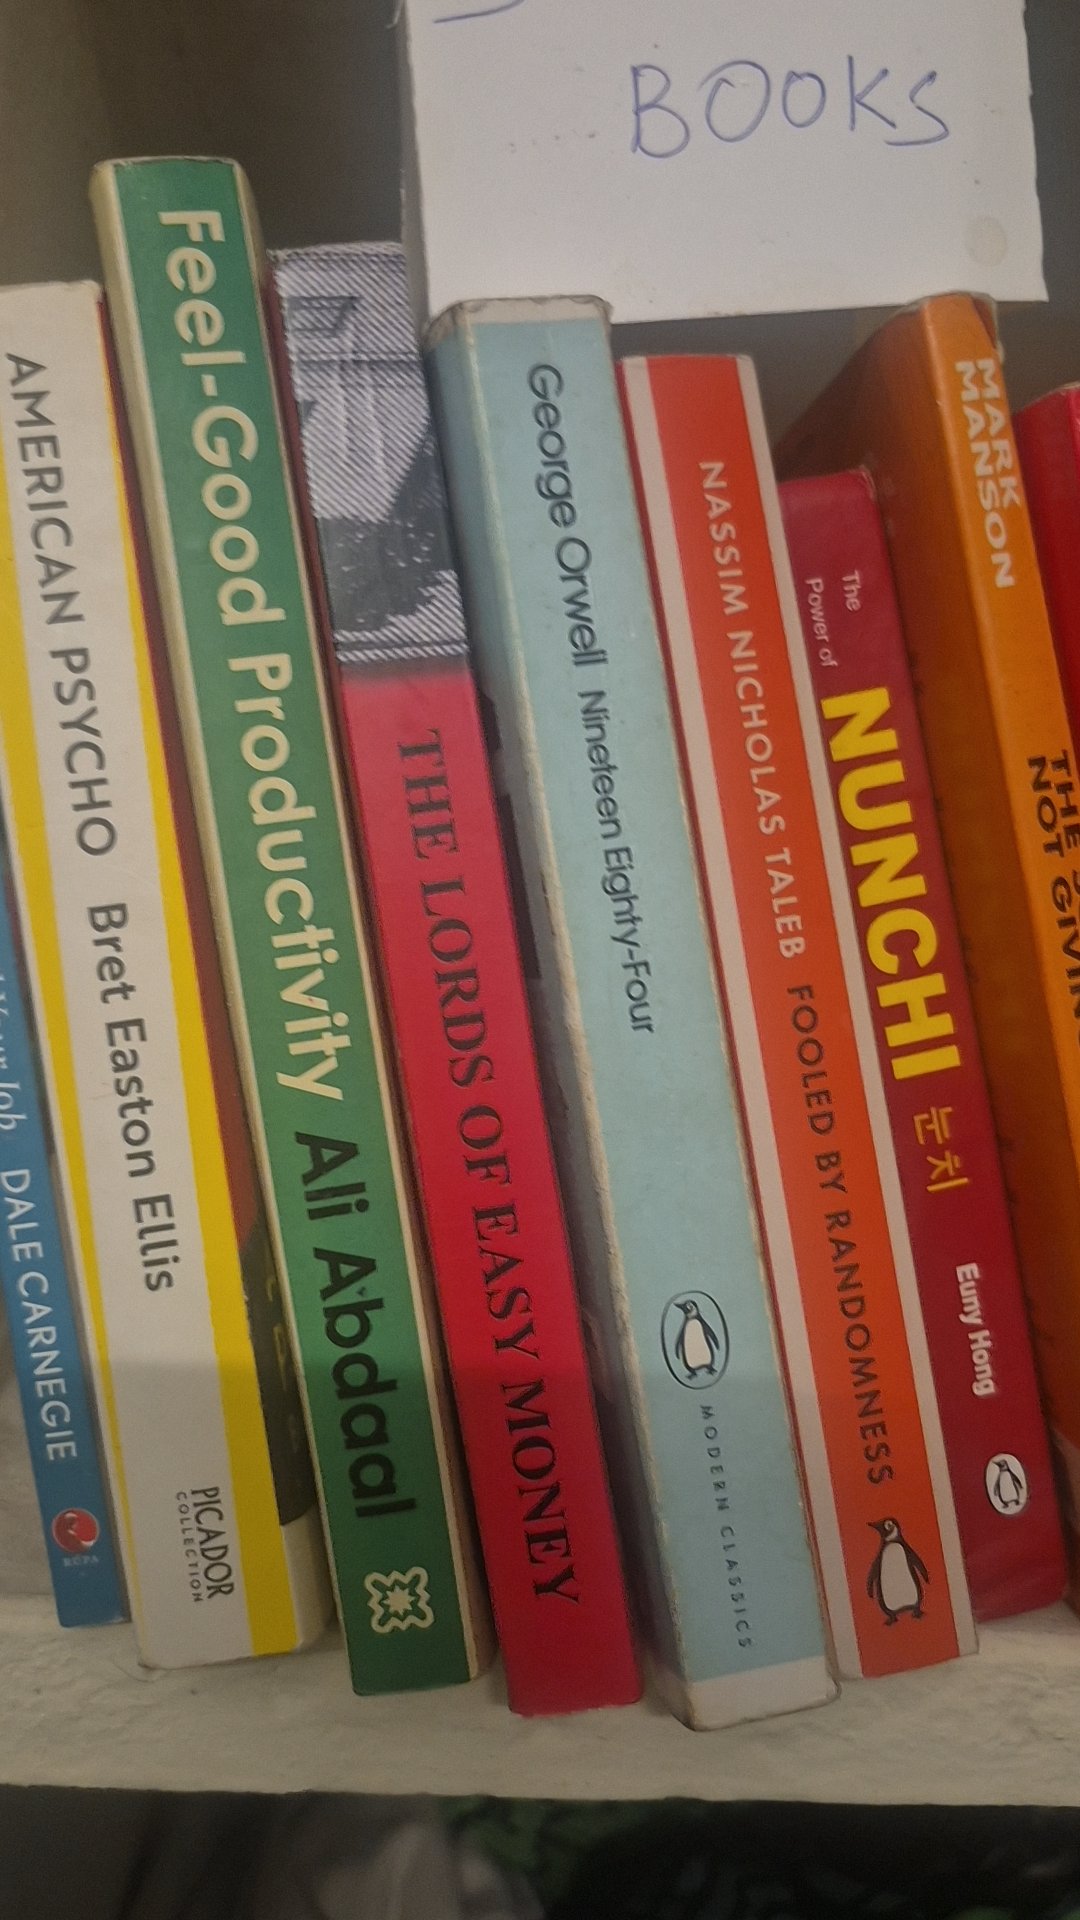 BOOKS
Your Job DALE CARNEGIE
RUPA
AMERICAN PSYCHO Bret Easton Ellis
PICADOR
COLLECTION
Feel-Good Productivity Ali Abdaal
THE LORDS OF EASY MONEY
George Orwell Nineteen Eighty-Four
MODERN CLASSICS
NASSIM NICHOLAS TALEB FOOLED BY RANDOMNESS
The
Power of
NUNCHI 눈치
Euny Hong
MARK
MANSON
THE
NOT